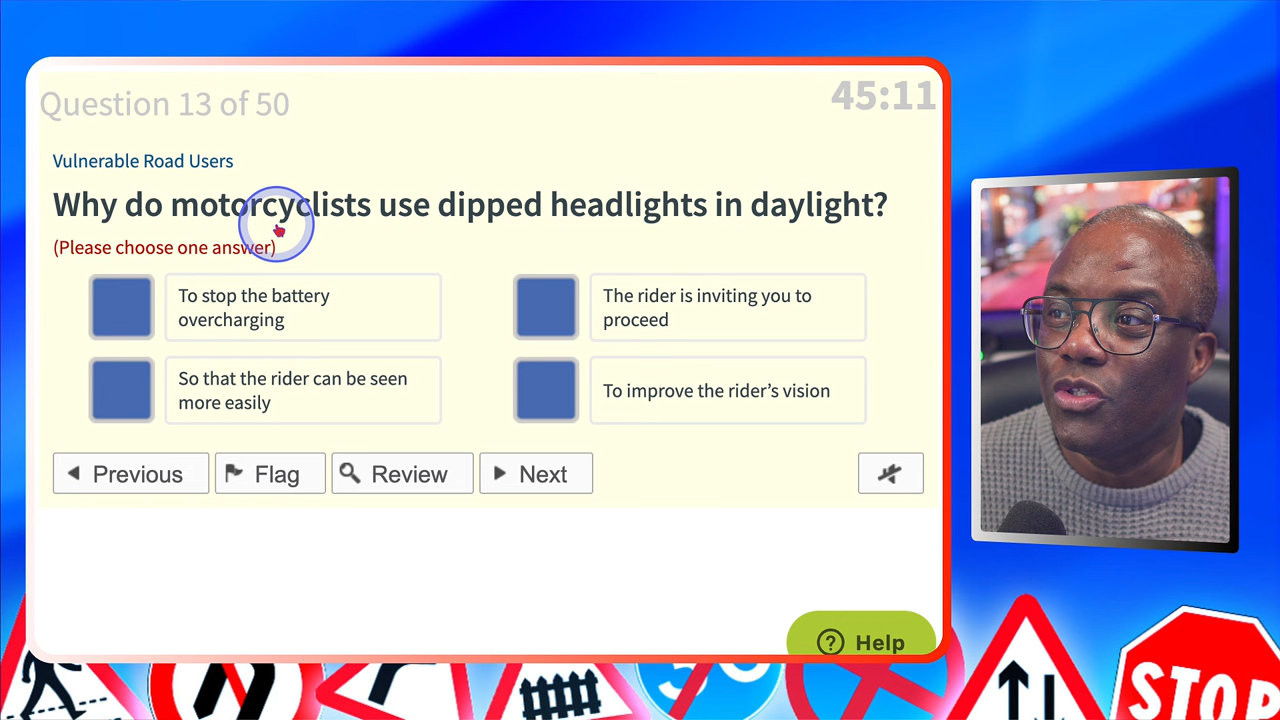 Question 13 of 50
45:11
Vulnerable Road Users
Why do motorcyclists use dipped headlights in daylight?
(Please choose one answer)
To stop the battery
overcharging
The rider is inviting you to
proceed
So that the rider can be seen
more easily
To improve the rider’s vision
Previous
Flag
Review
Next
Help
STOP